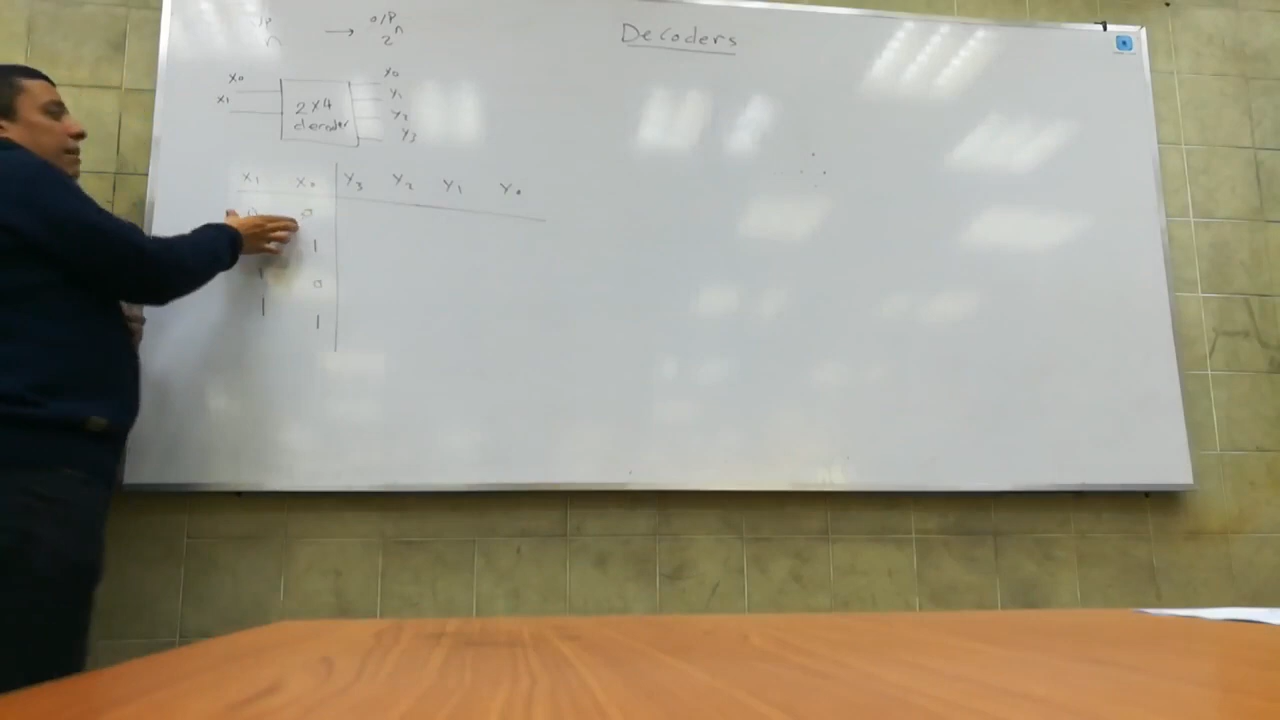 Decoders
I/P → O/P
n 2^n
X0 Y0
X1 Y1
2x4 decoder
Y2
Y3
X1 X0 Y3 Y2 Y1 Y0
0 0
1
1 0
1 1